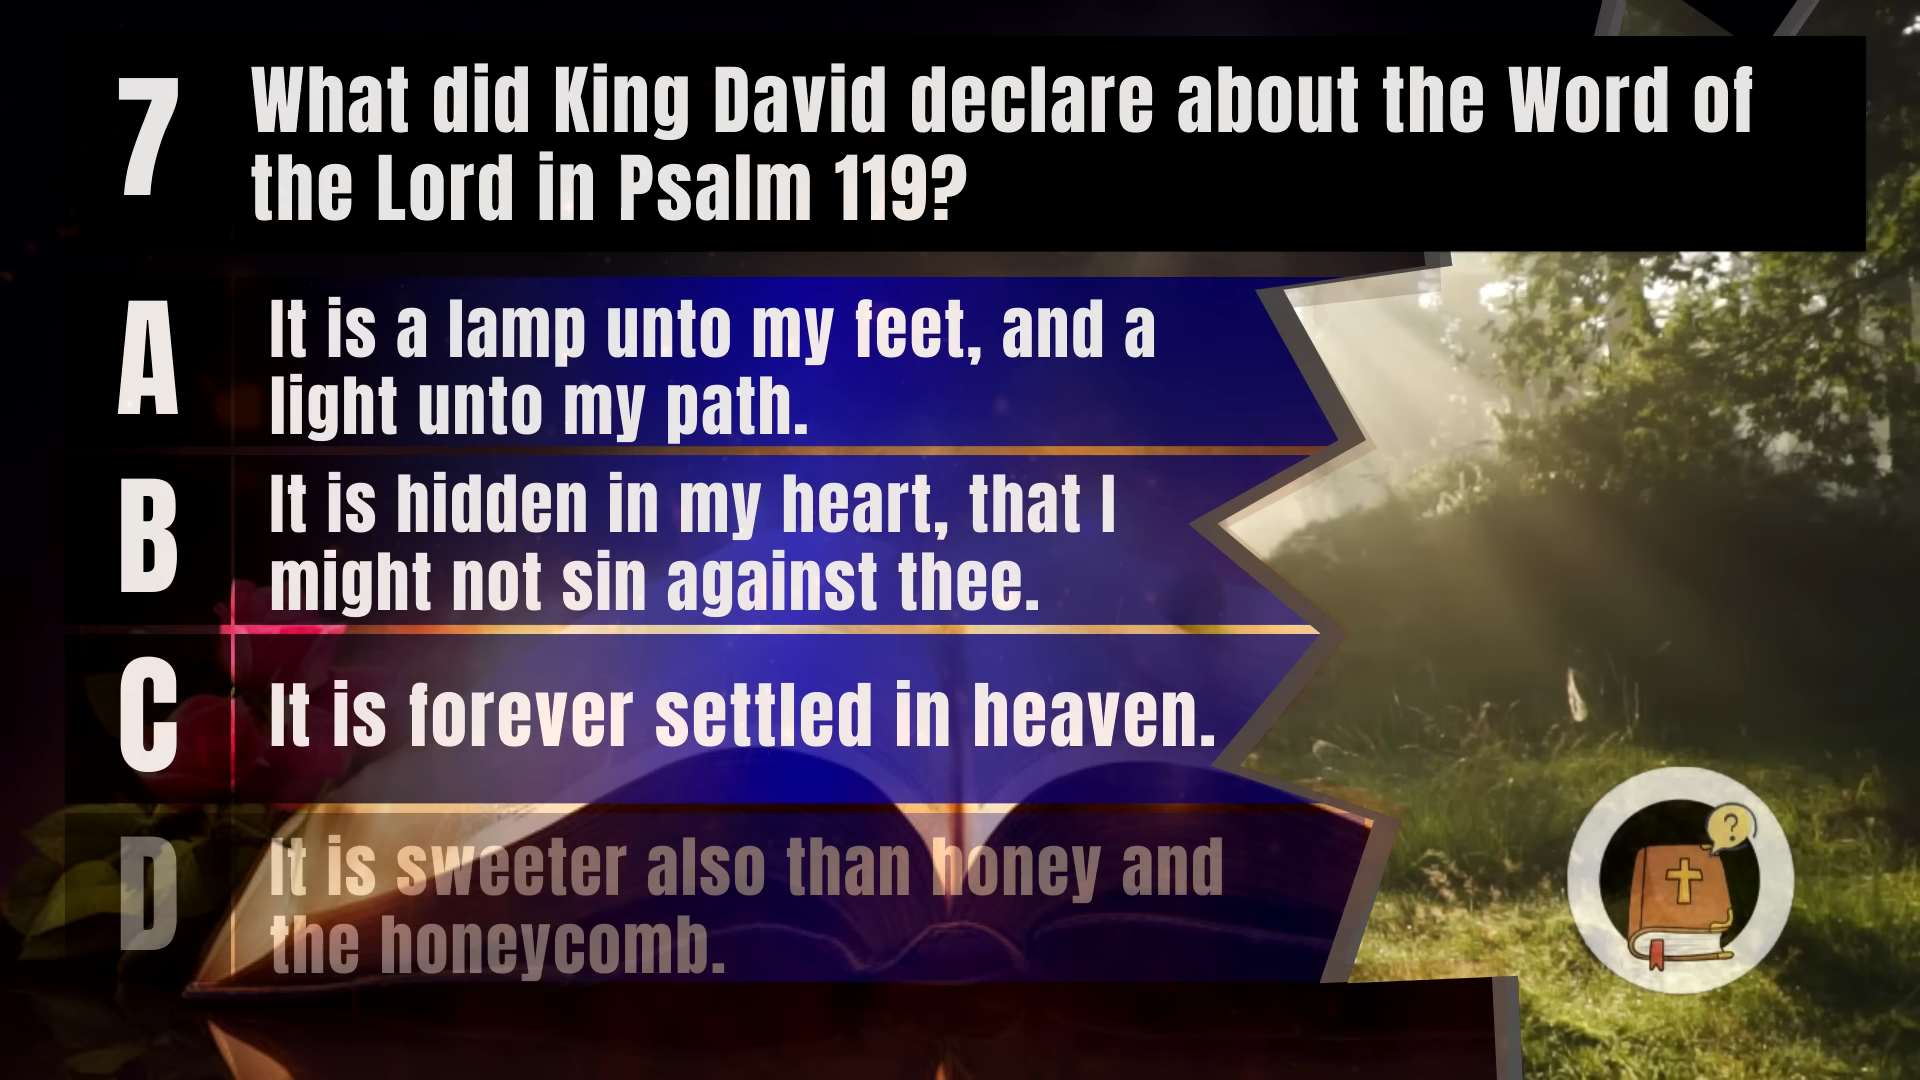 7
What did King David declare about the Word of
the Lord in Psalm 119?
A
It is a lamp unto my feet, and a
light unto my path.
B
It is hidden in my heart, that I
might not sin against thee.
C
It is forever settled in heaven.
D
It is sweeter also than honey and
the honeycomb.
?